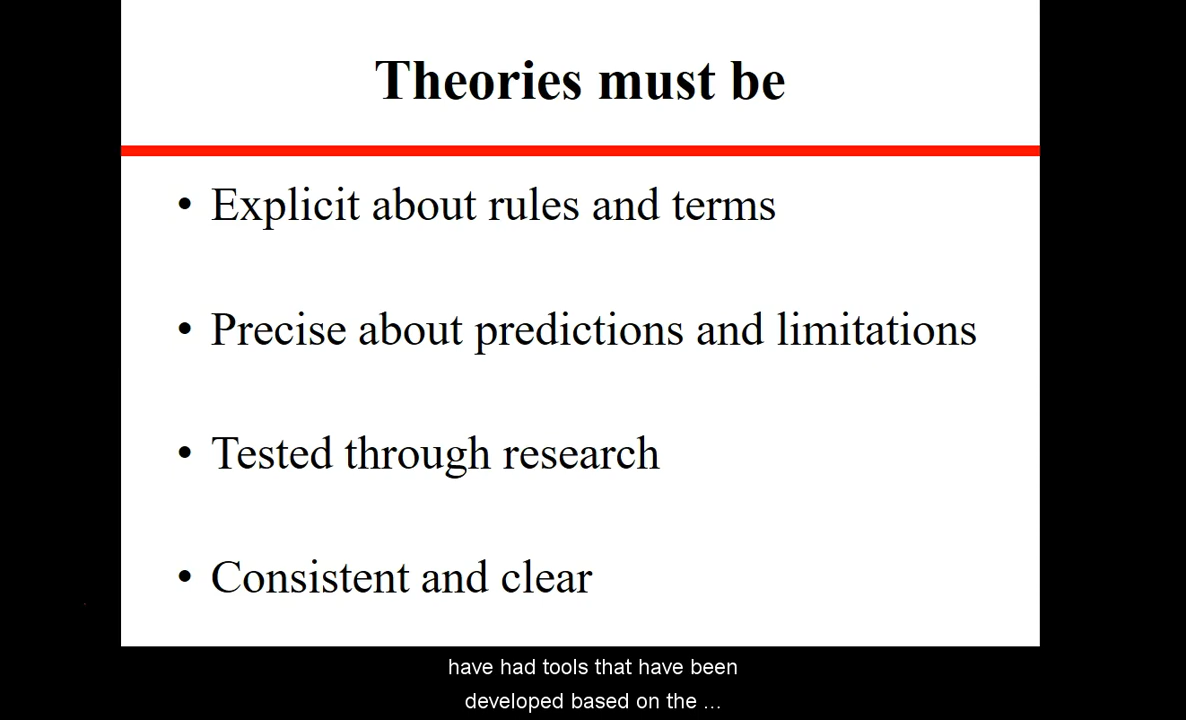 Theories must be
• Explicit about rules and terms
• Precise about predictions and limitations
• Tested through research
• Consistent and clear
have had tools that have been
developed based on the ...